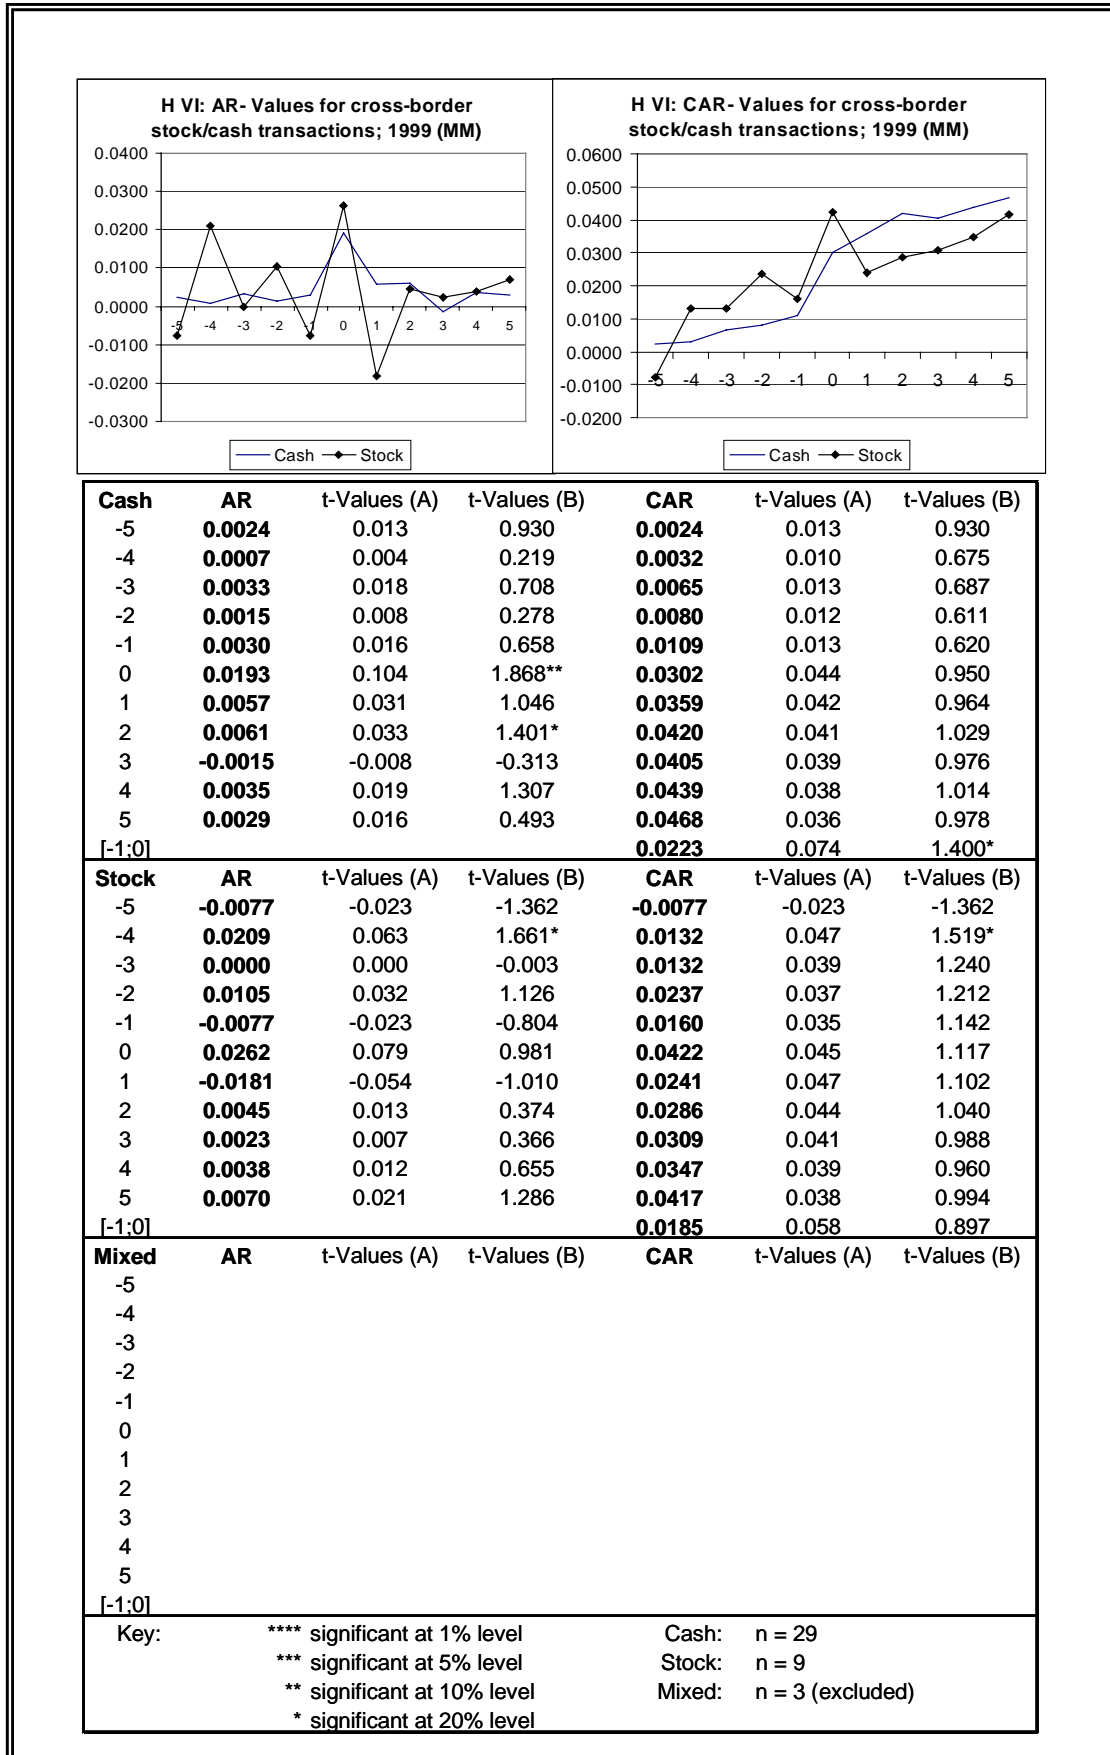 H VI: AR- Values for cross-border
stock/cash transactions; 1999 (MM)
0.0400
0.0300
0.0200
0.0100
0.0000
-0.0100
-0.0200
-0.0300
-5 -4 -3 -2 -1 0 1 2 3 4 5
Cash Stock
H VI: CAR- Values for cross-border
stock/cash transactions; 1999 (MM)
0.0600
0.0500
0.0400
0.0300
0.0200
0.0100
0.0000
-0.0100
-0.0200
-5 -4 -3 -2 -1 0 1 2 3 4 5
Cash Stock
Cash AR t-Values (A) t-Values (B) CAR t-Values (A) t-Values (B)
-5 0.0024 0.013 0.930 0.0024 0.013 0.930
-4 0.0007 0.004 0.219 0.0032 0.010 0.675
-3 0.0033 0.018 0.708 0.0065 0.013 0.687
-2 0.0015 0.008 0.278 0.0080 0.012 0.611
-1 0.0030 0.016 0.658 0.0109 0.013 0.620
0 0.0193 0.104 1.868** 0.0302 0.044 0.950
1 0.0057 0.031 1.046 0.0359 0.042 0.964
2 0.0061 0.033 1.401* 0.0420 0.041 1.029
3 -0.0015 -0.008 -0.313 0.0405 0.039 0.976
4 0.0035 0.019 1.307 0.0439 0.038 1.014
5 0.0029 0.016 0.493 0.0468 0.036 0.978
[-1;0] 0.0223 0.074 1.400*
Stock AR t-Values (A) t-Values (B) CAR t-Values (A) t-Values (B)
-5 -0.0077 -0.023 -1.362 -0.0077 -0.023 -1.362
-4 0.0209 0.063 1.661* 0.0132 0.047 1.519*
-3 0.0000 0.000 -0.003 0.0132 0.039 1.240
-2 0.0105 0.032 1.126 0.0237 0.037 1.212
-1 -0.0077 -0.023 -0.804 0.0160 0.035 1.142
0 0.0262 0.079 0.981 0.0422 0.045 1.117
1 -0.0181 -0.054 -1.010 0.0241 0.047 1.102
2 0.0045 0.013 0.374 0.0286 0.044 1.040
3 0.0023 0.007 0.366 0.0309 0.041 0.988
4 0.0038 0.012 0.655 0.0347 0.039 0.960
5 0.0070 0.021 1.286 0.0417 0.038 0.994
[-1;0] 0.0185 0.058 0.897
Mixed AR t-Values (A) t-Values (B) CAR t-Values (A) t-Values (B)
-5
-4
-3
-2
-1
0
1
2
3
4
5
[-1;0]
Key: **** significant at 1% level Cash: n = 29
*** significant at 5% level Stock: n = 9
** significant at 10% level Mixed: n = 3 (excluded)
* significant at 20% level